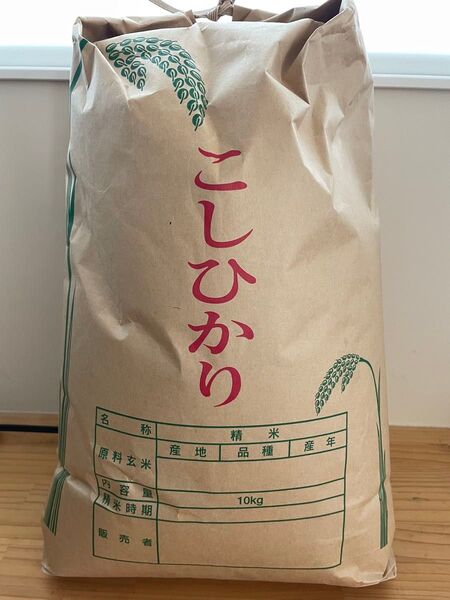 こしひかり
名称 精米
原料玄米 産地 品種 産年
内容量 10kg
精米時期
販売者